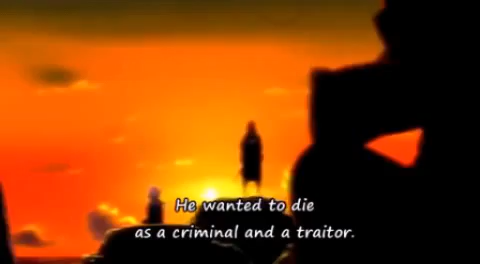 He wanted to die
as a criminal and a traitor.